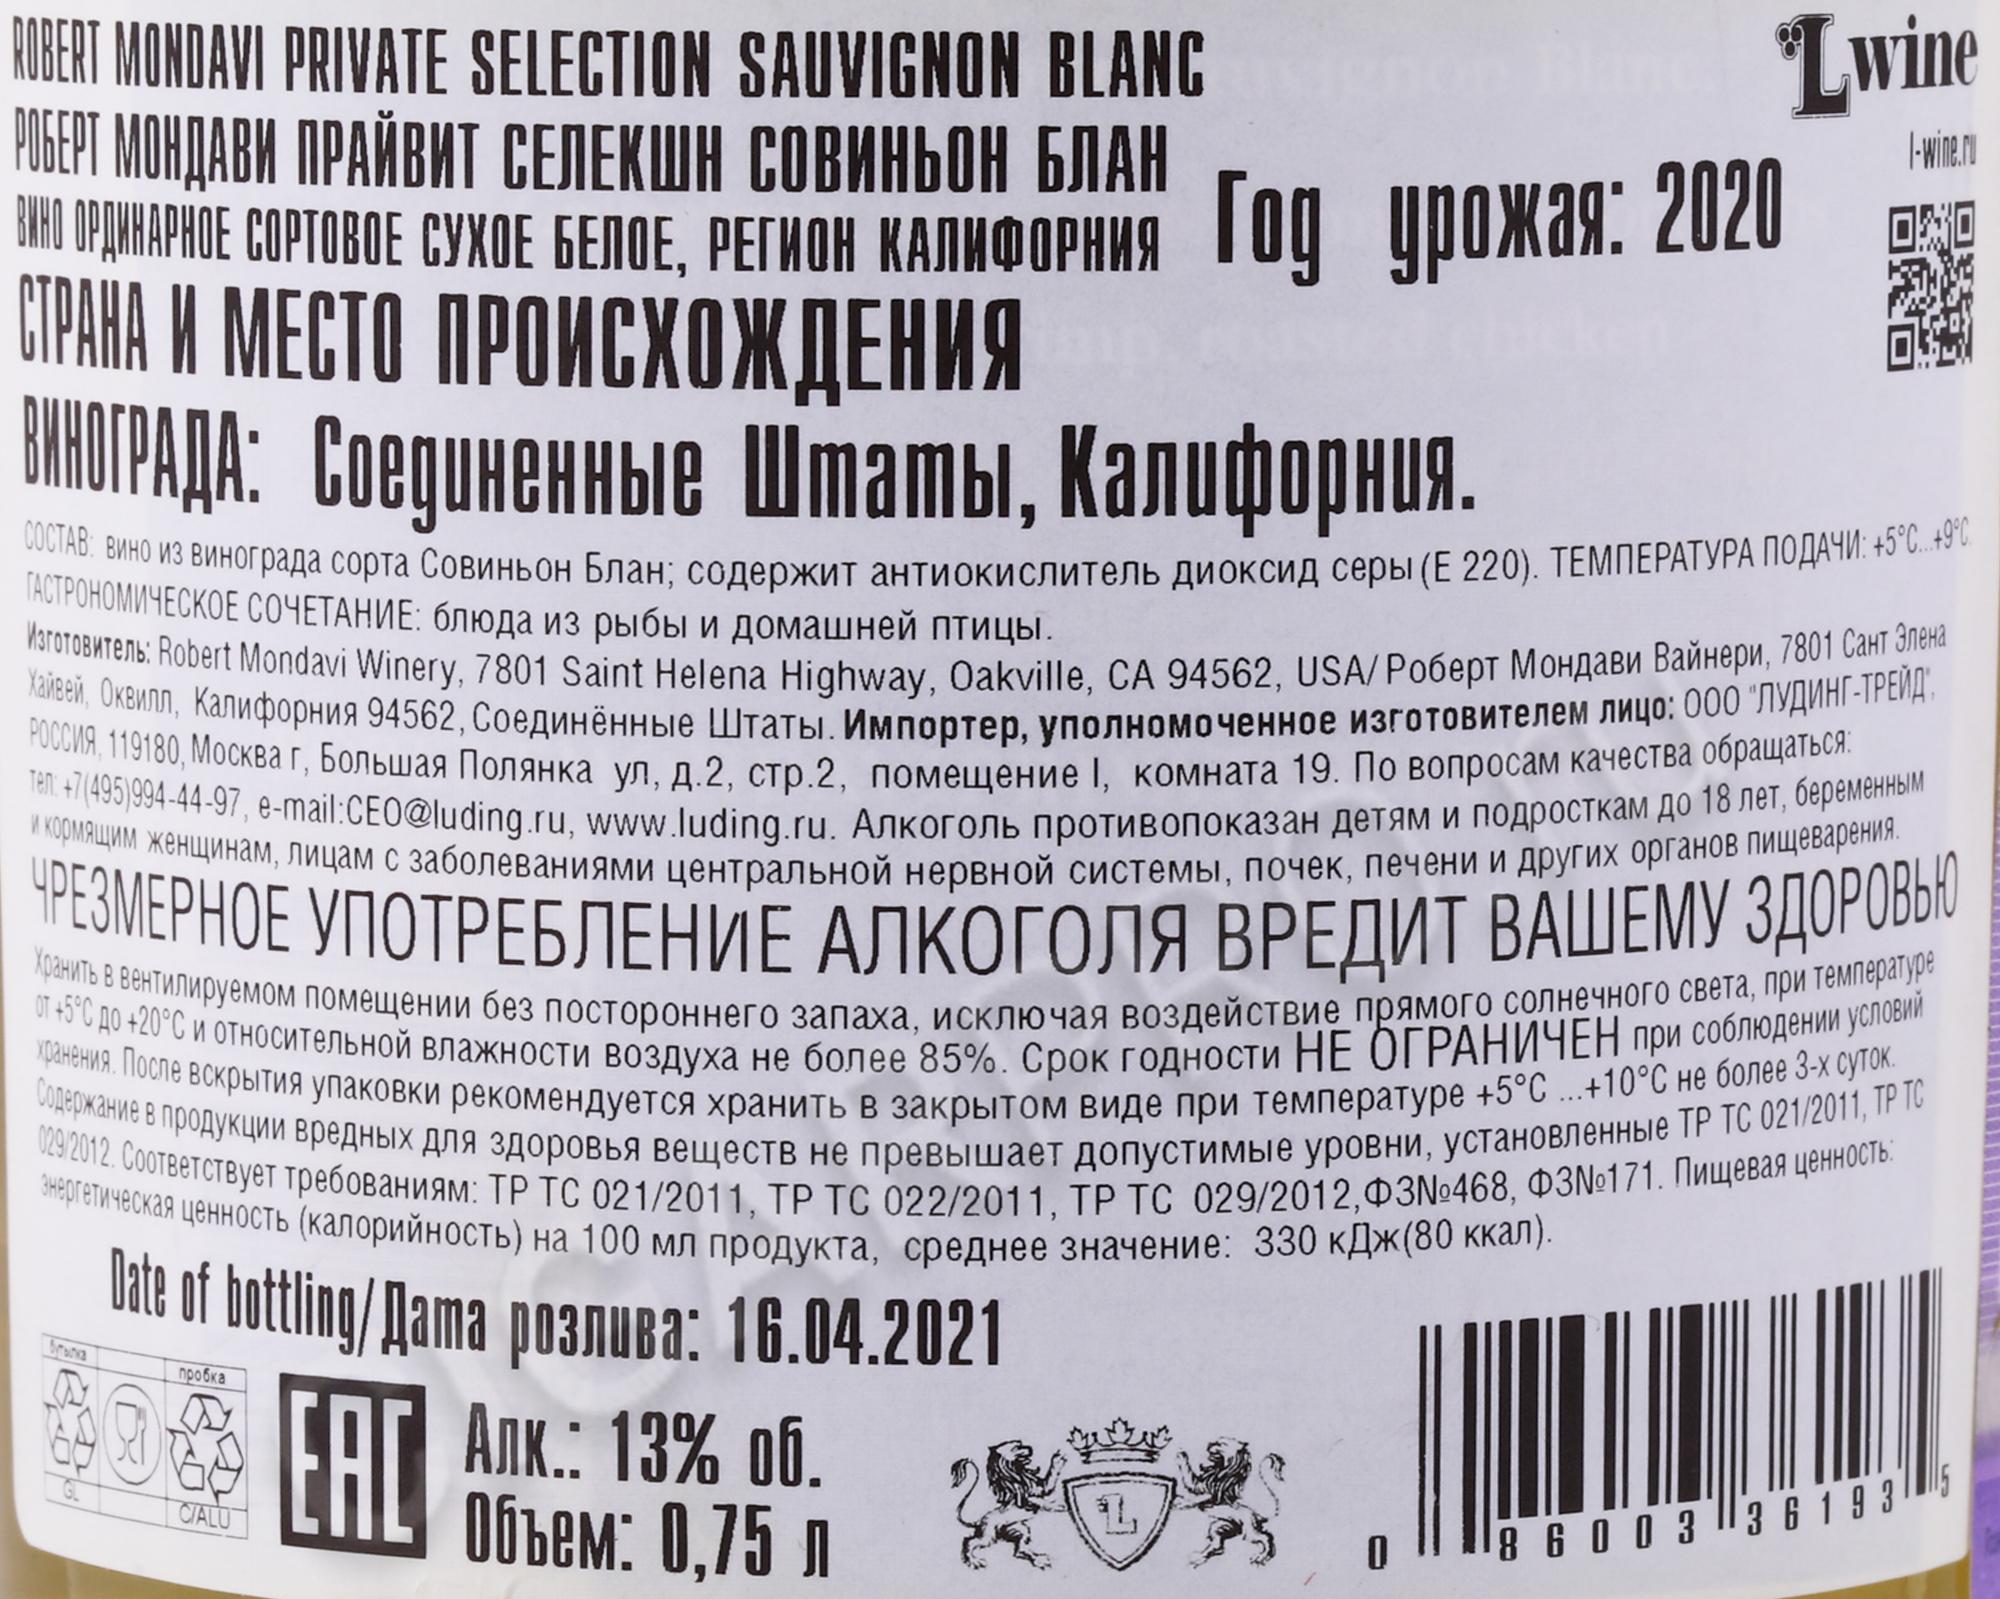 ROBERT MONDAVI PRIVATE SELECTION SAUVIGNON BLANC
L wine
l-wine.ru
РОБЕРТ МОНДАВИ ПРАЙВИТ СЕЛЕКШН СОВИНЬОН БЛАН
ВИНО ОРДИНАРНОЕ СОРТОВОЕ СУХОЕ БЕЛОЕ, РЕГИОН КАЛИФОРНИЯ
Год урожая: 2020
СТРАНА И МЕСТО ПРОИСХОЖДЕНИЯ
ВИНОГРАДА: Соединенные Штаты, Калифорния.
СОСТАВ: вино из винограда сорта Совиньон Блан; содержит антиокислитель диоксид серы (Е 220). ТЕМПЕРАТУРА ПОДАЧИ: +5°С...+9°С.
ГАСТРОНОМИЧЕСКОЕ СОЧЕТАНИЕ: блюда из рыбы и домашней птицы.
Изготовитель: Robert Mondavi Winery, 7801 Saint Helena Highway, Oakville, CA 94562, USA/ Роберт Мондави Вайнери, 7801 Сант Элена
Хайвей, Оквилл, Калифорния 94562, Соединённые Штаты. Импортер, уполномоченное изготовителем лицо: ООО "ЛУДИНГ-ТРЕЙД",
РОССИЯ, 119180, Москва г, Большая Полянка ул, д.2, стр.2, помещение I, комната 19. По вопросам качества обращаться:
тел: +7(495)994-44-97, e-mail:CEO@luding.ru, www.luding.ru. Алкоголь противопоказан детям и подросткам до 18 лет, беременным
и кормящим женщинам, лицам с заболеваниями центральной нервной системы, почек, печени и других органов пищеварения.
ЧРЕЗМЕРНОЕ УПОТРЕБЛЕНИЕ АЛКОГОЛЯ ВРЕДИТ ВАШЕМУ ЗДОРОВЬЮ
Хранить в вентилируемом помещении без постороннего запаха, исключая воздействие прямого солнечного света, при температуре
от +5°С до +20°С и относительной влажности воздуха не более 85%. Срок годности НЕ ОГРАНИЧЕН при соблюдении условий
хранения. После вскрытия упаковки рекомендуется хранить в закрытом виде при температуре +5°С ...+10°С не более 3-х суток.
Содержание в продукции вредных для здоровья веществ не превышает допустимые уровни, установленные ТР ТС 021/2011, ТР ТС
029/2012. Соответствует требованиям: ТР ТС 021/2011, ТР ТС 022/2011, ТР ТС 029/2012,ФЗ№468, ФЗ№171. Пищевая ценность:
энергетическая ценность (калорийность) на 100 мл продукта, среднее значение: 330 кДж(80 ккал).
Date of bottling/Дата розлива: 16.04.2021
бутылка
пробка
GL
C/ALU
EAC
Алк.: 13% об.
Объем: 0,75 л
L
0 86003 36193 5